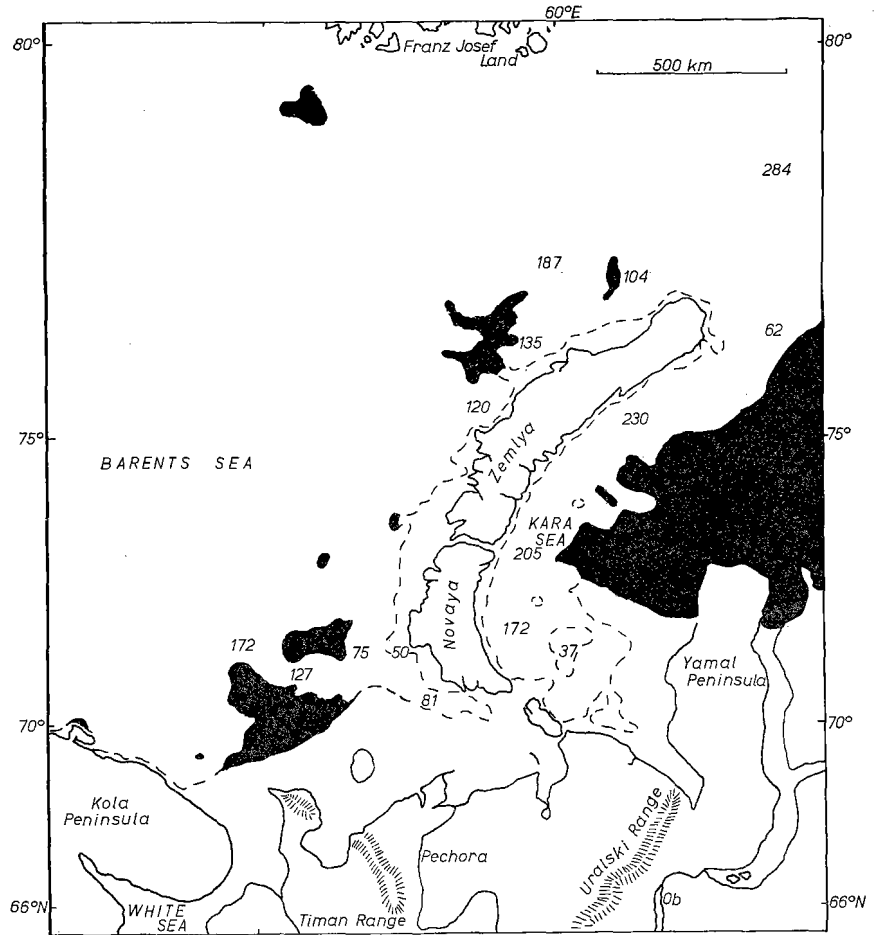 60°E
80°
Franz Josef
Land
80°
500 km
284
187
104
62
135
120
230
75°
75°
BARENTS SEA
Zemlya
KARA
SEA
205
Novaya
172
172
75
50
37
127
Yamal
Peninsula
81
70°
70°
Kola
Peninsula
Pechora
Uralski Range
66°N
WHITE
SEA
Timan Range
Ob
66°N